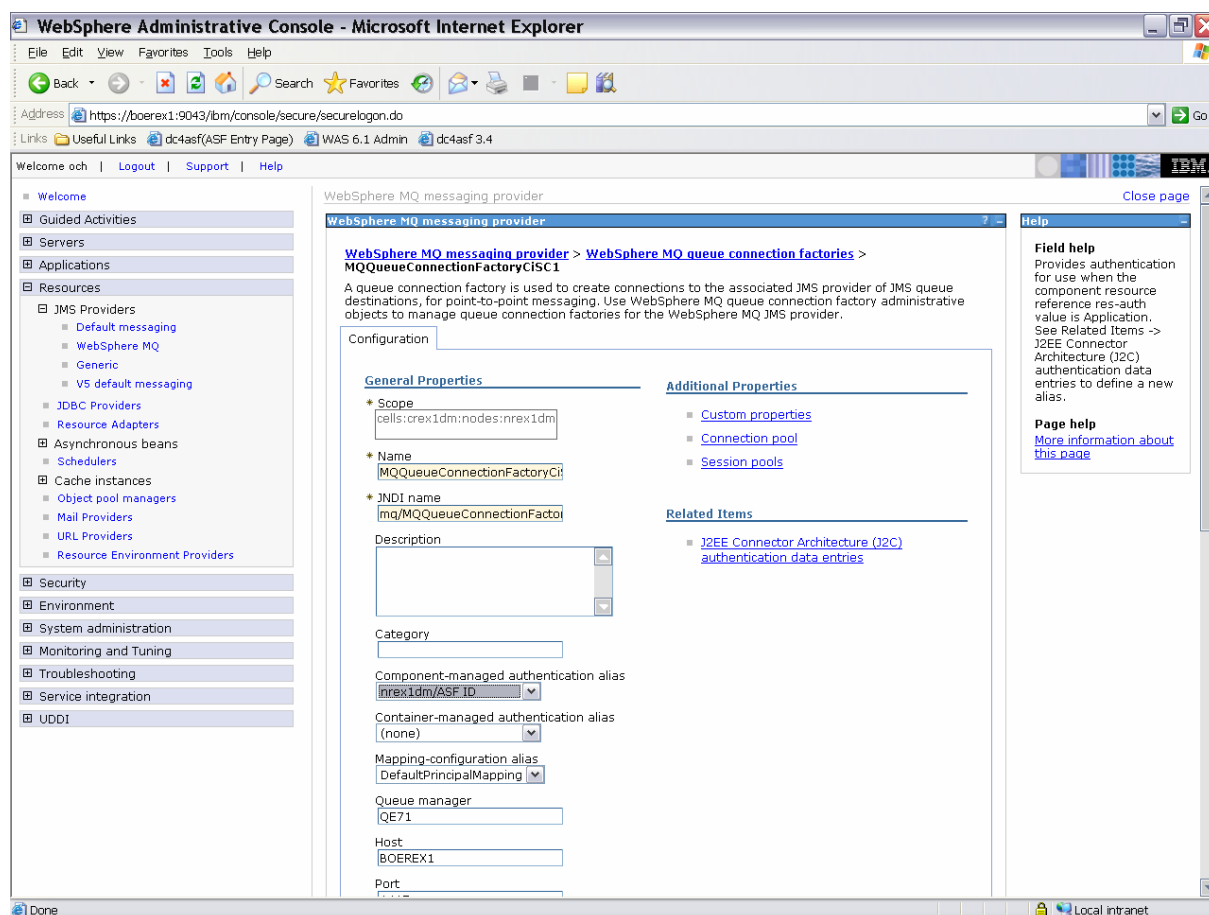 WebSphere Administrative Console - Microsoft Internet Explorer
File Edit View Favorites Tools Help
Back Search Favorites
Address https://boerex1:9043/ibm/console/secure/securelogon.do Go
Links Useful Links dc4asf(ASF Entry Page) WAS 6.1 Admin dc4asf 3.4
Welcome och | Logout | Support | Help IBM
Welcome
Guided Activities
Servers
Applications
Resources
JMS Providers
Default messaging
WebSphere MQ
Generic
V5 default messaging
JDBC Providers
Resource Adapters
Asynchronous beans
Schedulers
Cache instances
Object pool managers
Mail Providers
URL Providers
Resource Environment Providers
Security
Environment
System administration
Monitoring and Tuning
Troubleshooting
Service integration
UDDI
WebSphere MQ messaging provider Close page
WebSphere MQ messaging provider ? -
WebSphere MQ messaging provider > WebSphere MQ queue connection factories >
MQQueueConnectionFactoryCiSC1
A queue connection factory is used to create connections to the associated JMS provider of JMS queue
destinations, for point-to-point messaging. Use WebSphere MQ queue connection factory administrative
objects to manage queue connection factories for the WebSphere MQ JMS provider.
Configuration
General Properties
* Scope
cells:crex1dm:nodes:nrex1dm
* Name
MQQueueConnectionFactoryCi
* JNDI name
mq/MQQueueConnectionFacto
Description
Category
Component-managed authentication alias
nrex1dm/ASF ID
Container-managed authentication alias
(none)
Mapping-configuration alias
DefaultPrincipalMapping
Queue manager
QE71
Host
BOEREX1
Port
Additional Properties
Custom properties
Connection pool
Session pools
Related Items
J2EE Connector Architecture (J2C)
authentication data entries
Help -
Field help
Provides authentication
for use when the
component resource
reference res-auth
value is Application.
See Related Items ->
J2EE Connector
Architecture (J2C)
authentication data
entries to define a new
alias.
Page help
More information about
this page
Done Local intranet